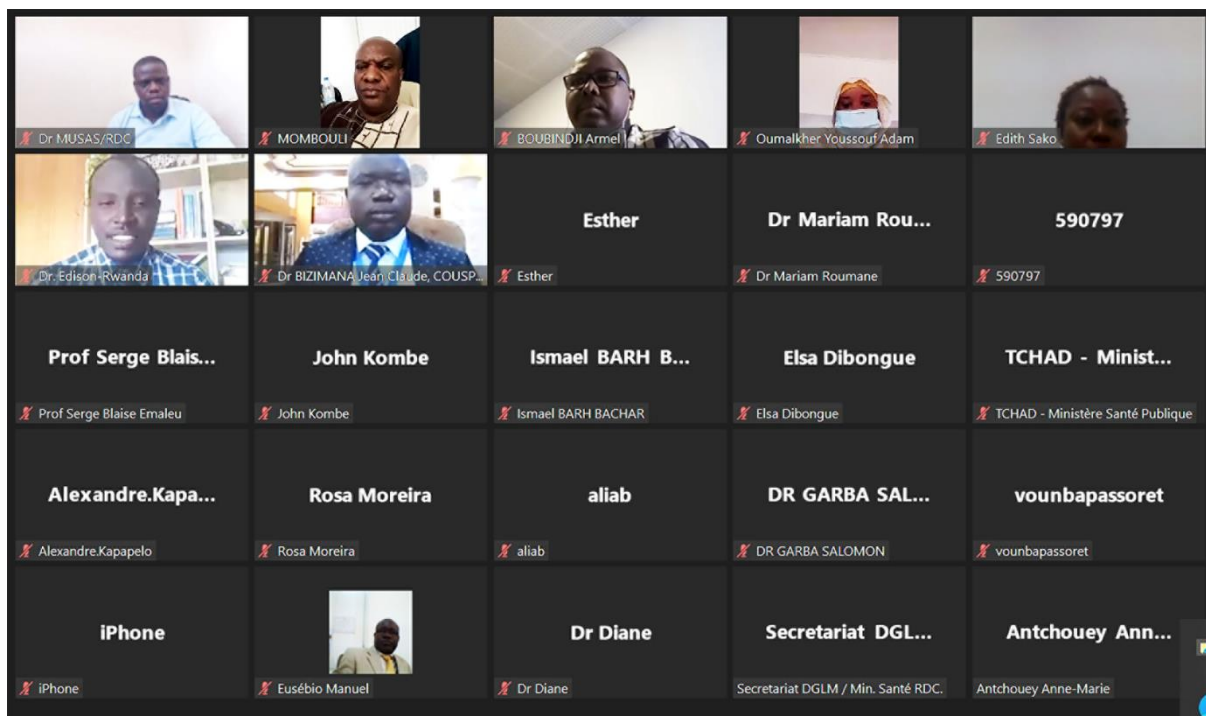 Dr MUSAS/RDC
MOMBOULI
BOUBINDJI Armel
Oumalkher Youssouf Adam
Edith Sako
Dr. Edison-Rwanda
Dr BIZIMANA Jean Claude, COUSP...
Esther
Esther
Dr Mariam Rou...
Dr Mariam Roumane
590797
590797
Prof Serge Blais...
Prof Serge Blaise Emaleu
John Kombe
John Kombe
Ismael BARH B...
Ismael BARH BACHAR
Elsa Dibongue
Elsa Dibongue
TCHAD - Minist...
TCHAD - Ministère Santé Publique
Alexandre.Kapa...
Alexandre.Kapapelo
Rosa Moreira
Rosa Moreira
aliab
aliab
DR GARBA SAL...
DR GARBA SALOMON
vounbapassoret
vounbapassoret
iPhone
iPhone
Eusébio Manuel
Dr Diane
Dr Diane
Secretariat DGL...
Secretariat DGLM / Min. Santé RDC.
Antchouey Ann...
Antchouey Anne-Marie